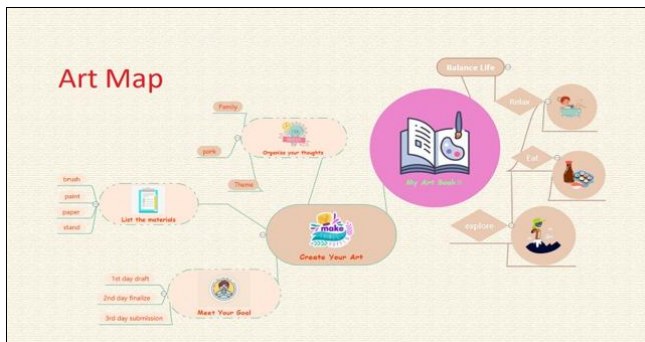 Art Map
Balance Life
Relax
Eat
explore
My Art Book
Family
park
Theme
Organize your thoughts
brush
paint
paper
stand
List the materials
make
Create Your Art
1st day draft
2nd day finalize
3rd day submission
Meet Your Goal